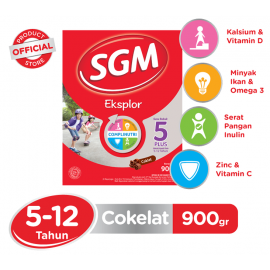 PRODUCT
OFFICIAL
STORE
SGM
Eksplor
COMPLINUTRI
5
PLUS
Cokelat
Kalsium &
Vitamin D
Minyak
Ikan &
Omega 3
Serat
Pangan
Inulin
Zinc &
Vitamin C
5-12
Tahun
Cokelat
900gr